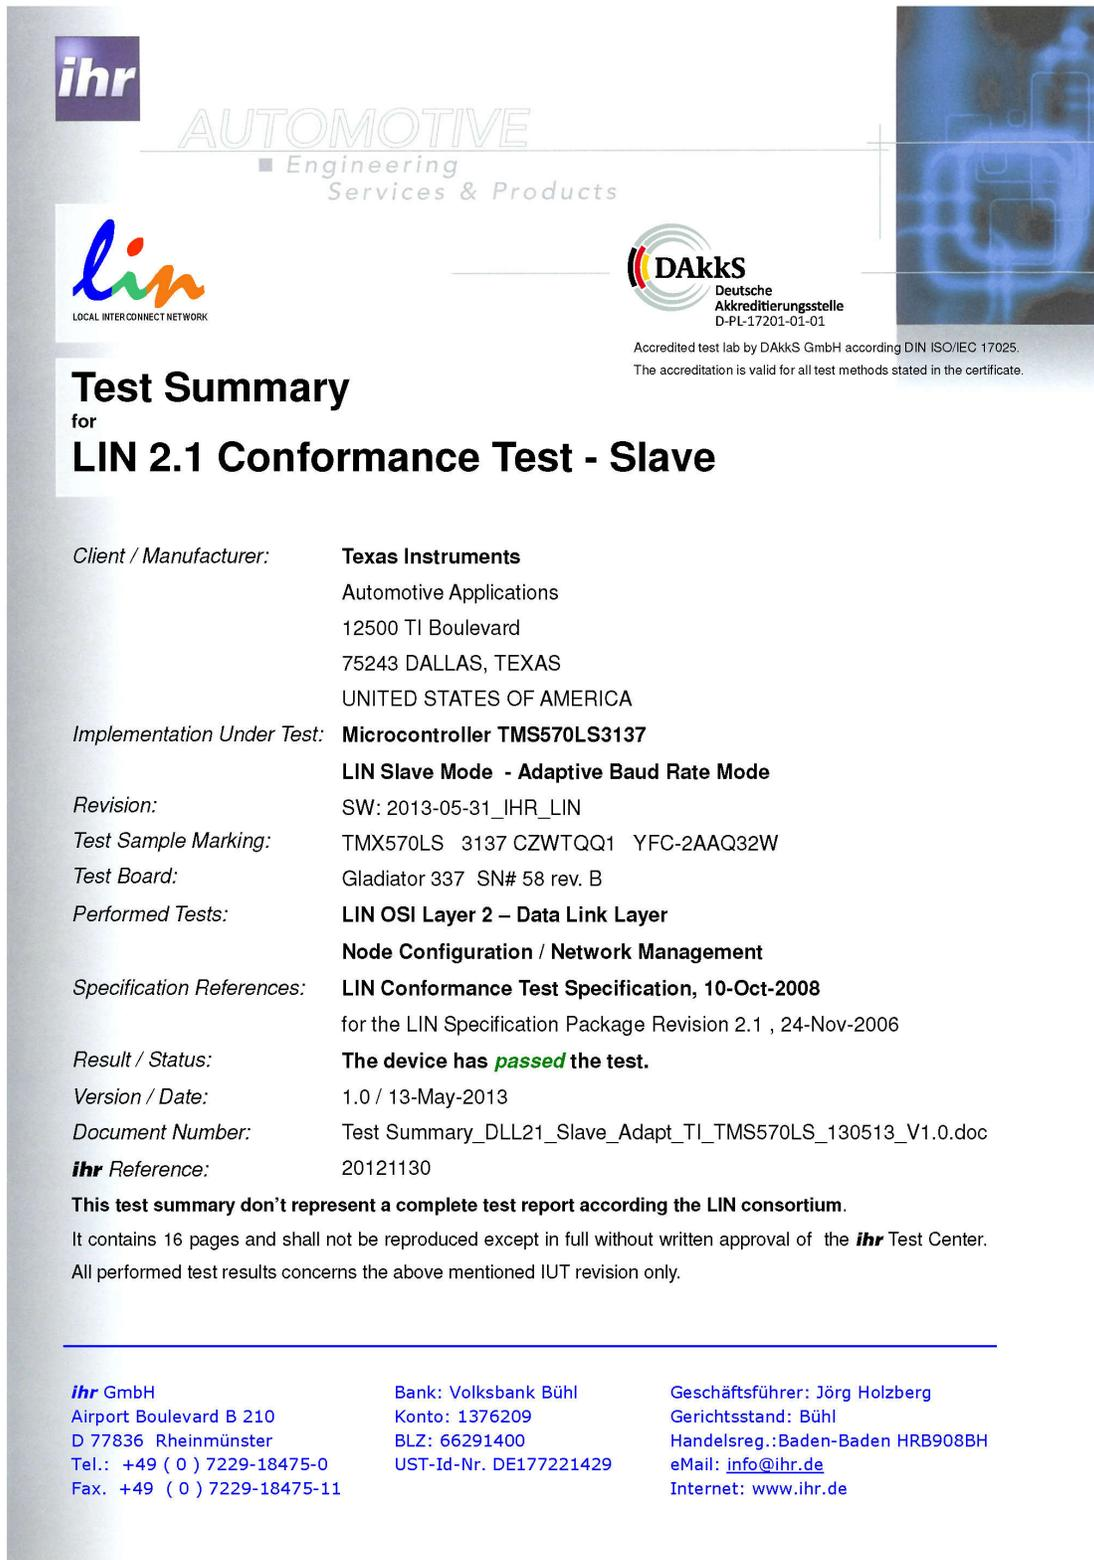 ihr
AUTOMOTIVE
Engineering
Services & Products
lin
LOCAL INTERCONNECT NETWORK
DAkkS
Deutsche
Akkreditierungsstelle
D-PL-17201-01-01
Accredited test lab by DAkkS GmbH according DIN ISO/IEC 17025.
The accreditation is valid for all test methods stated in the certificate.
Test Summary
for
LIN 2.1 Conformance Test - Slave
Client / Manufacturer: Texas Instruments
Automotive Applications
12500 TI Boulevard
75243 DALLAS, TEXAS
UNITED STATES OF AMERICA
Implementation Under Test: Microcontroller TMS570LS3137
LIN Slave Mode - Adaptive Baud Rate Mode
Revision: SW: 2013-05-31_IHR_LIN
Test Sample Marking: TMX570LS 3137 CZWTQQ1 YFC-2AAQ32W
Test Board: Gladiator 337 SN# 58 rev. B
Performed Tests: LIN OSI Layer 2 – Data Link Layer
Node Configuration / Network Management
Specification References: LIN Conformance Test Specification, 10-Oct-2008
for the LIN Specification Package Revision 2.1 , 24-Nov-2006
Result / Status: The device has passed the test.
Version / Date: 1.0 / 13-May-2013
Document Number: Test Summary_DLL21_Slave_Adapt_TI_TMS570LS_130513_V1.0.doc
ihr Reference: 20121130
This test summary don't represent a complete test report according the LIN consortium.
It contains 16 pages and shall not be reproduced except in full without written approval of the ihr Test Center.
All performed test results concerns the above mentioned IUT revision only.
ihr GmbH
Airport Boulevard B 210
D 77836 Rheinmünster
Tel.: +49 ( 0 ) 7229-18475-0
Fax. +49 ( 0 ) 7229-18475-11
Bank: Volksbank Bühl
Konto: 1376209
BLZ: 66291400
UST-Id-Nr. DE177221429
Geschäftsführer: Jörg Holzberg
Gerichtsstand: Bühl
Handelsreg.:Baden-Baden HRB908BH
eMail: info@ihr.de
Internet: www.ihr.de